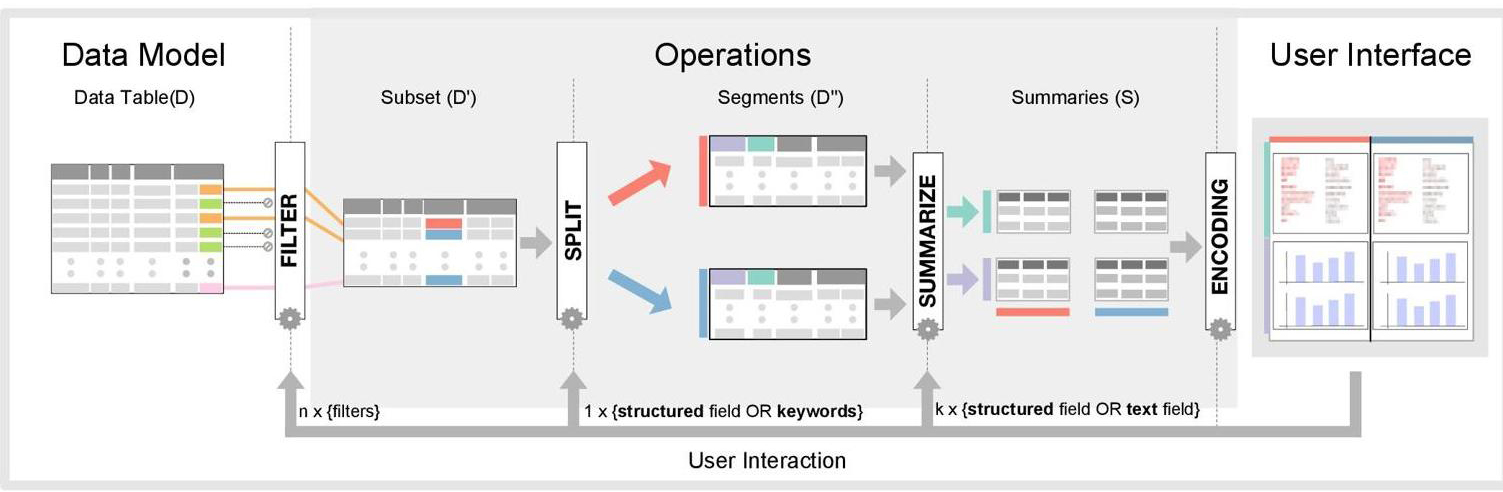 Data Model
Operations
User Interface
Data Table(D)
Subset (D')
Segments (D")
Summaries (S)
FILTER
SPLIT
SUMMARIZE
ENCODING
n x {filters}
1 x {structured field OR keywords}
k x {structured field OR text field}
User Interaction